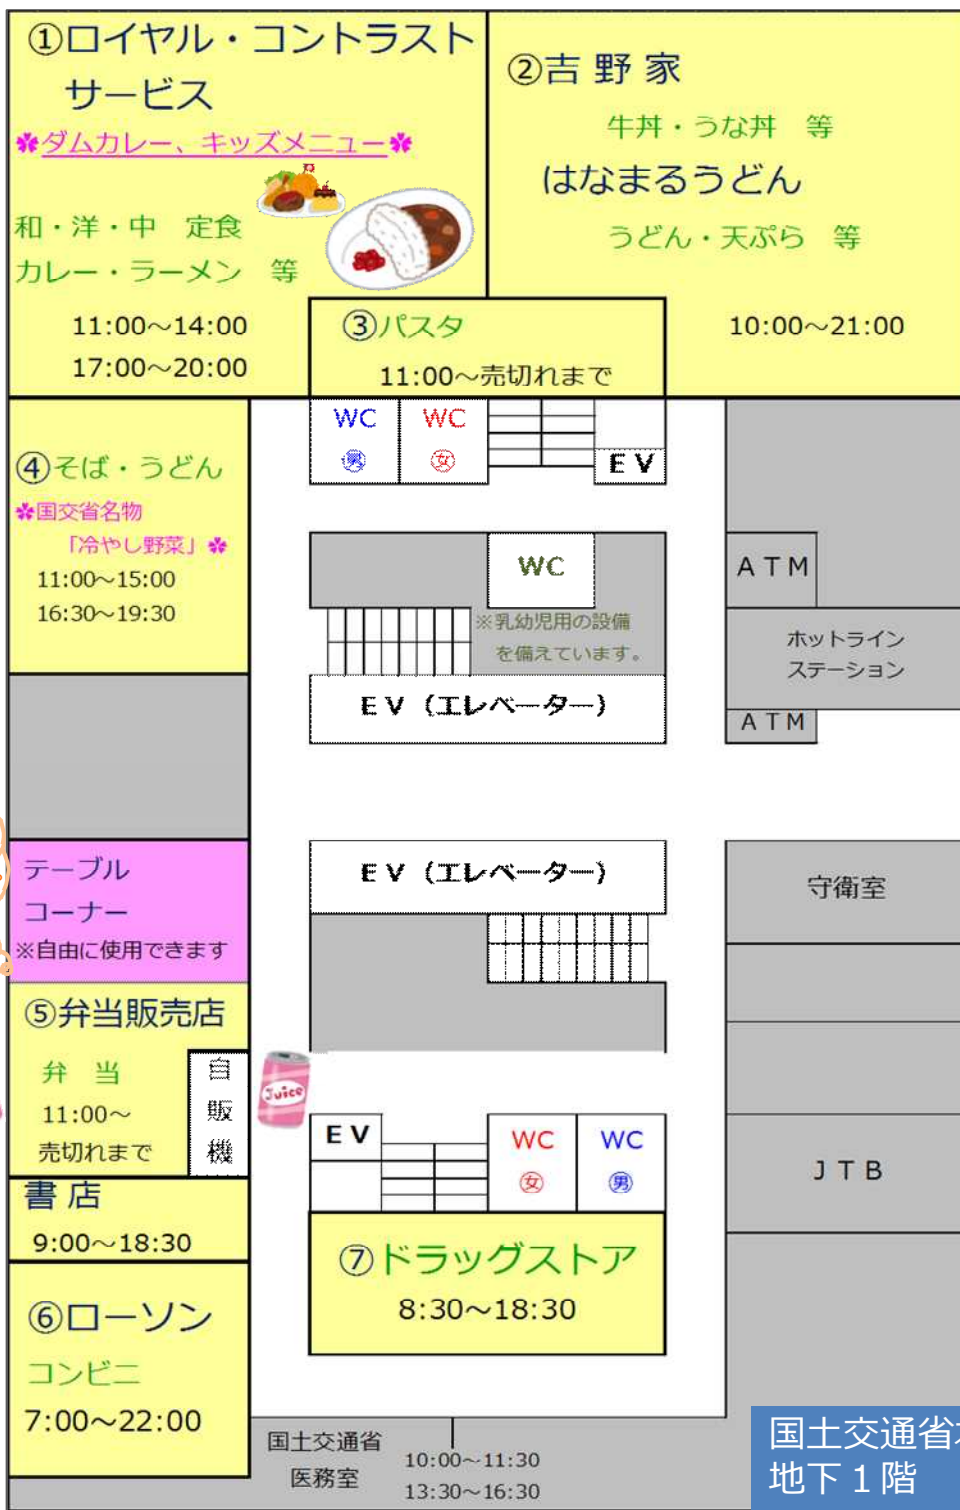 ①ロイヤル・コントラスト
サービス
✽ダムカレー、キッズメニュー✽
和・洋・中　定食
カレー・ラーメン　等
11:00～14:00
17:00～20:00
②吉 野 家
牛丼・うな丼　等
はなまるうどん
うどん・天ぷら　等
10:00～21:00
③パスタ
11:00～売切れまで
④そば・うどん
✽国交省名物
「冷やし野菜」✽
11:00～15:00
16:30～19:30
WC
男
WC
女
ＥＶ
WC
※乳幼児用の設備
を備えています。
ＥＶ（エレベーター）
ＡＴＭ
ホットライン
ステーション
ＡＴＭ
テーブル
コーナー
※自由に使用できます
ＥＶ（エレベーター）
守衛室
⑤弁当販売店
弁　当
11:00～
売切れまで
自
販
機
Juice
ＥＶ
WC
女
WC
男
ＪＴＢ
書 店
9:00～18:30
⑦ドラッグストア
8:30～18:30
⑥ローソン
コンビニ
7:00～22:00
国土交通省
医務室
10:00～11:30
13:30～16:30
国土交通省
地下１階